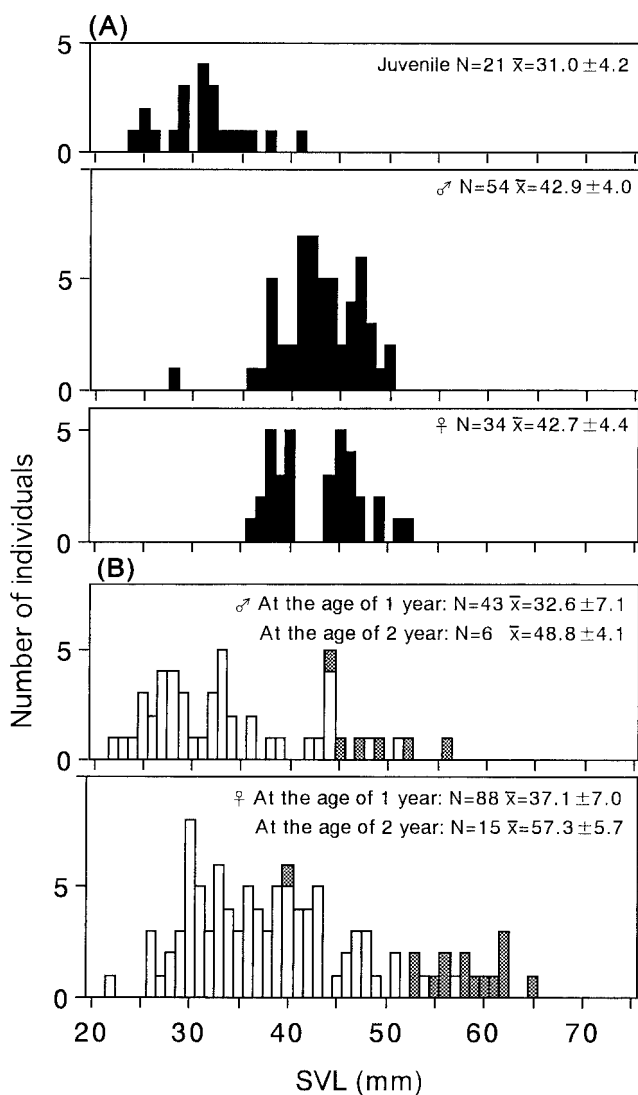 (A)
5
0
Juvenile N=21 x̄=31.0±4.2
5
0
♂ N=54 x̄=42.9±4.0
5
0
♀ N=34 x̄=42.7±4.4
Number of individuals
(B)
5
0
♂ At the age of 1 year: N=43 x̄=32.6±7.1
At the age of 2 year: N=6 x̄=48.8±4.1
5
0
♀ At the age of 1 year: N=88 x̄=37.1±7.0
At the age of 2 year: N=15 x̄=57.3±5.7
20 30 40 50 60 70
SVL (mm)